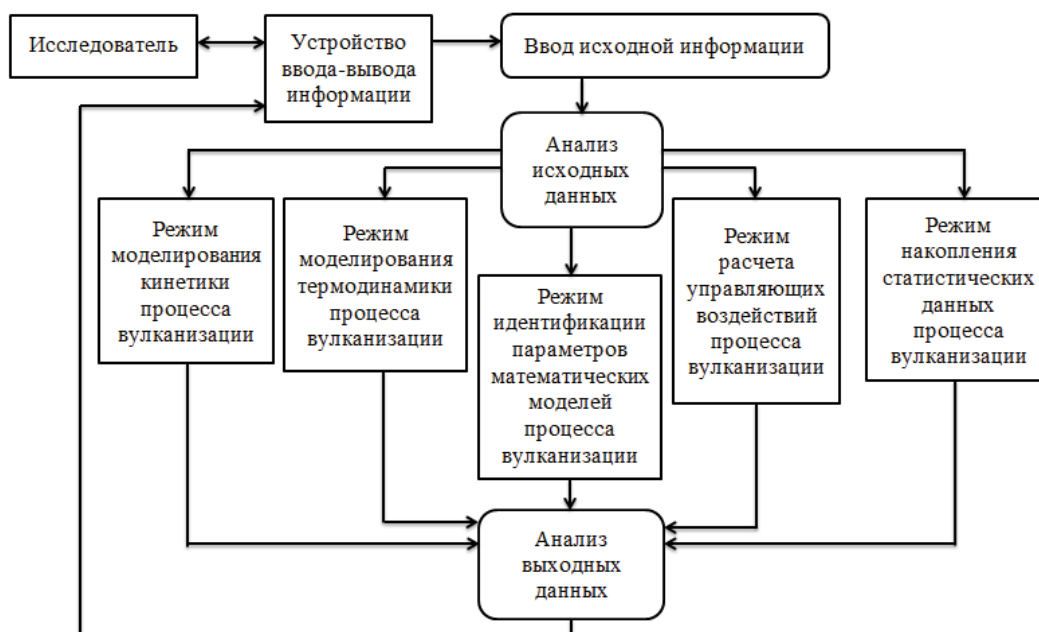 Исследователь
Устройство
ввода-вывода
информации
Ввод исходной информации
Анализ
исходных
данных
Режим
моделирования
кинетики
процесса
вулканизации
Режим
моделирования
термодинамики
процесса
вулканизации
Режим
идентификации
параметров
математических
моделей
процесса
вулканизации
Режим
расчета
управляющих
воздействий
процесса
вулканизации
Режим
накопления
статистических
данных
процесса
вулканизации
Анализ
выходных
данных